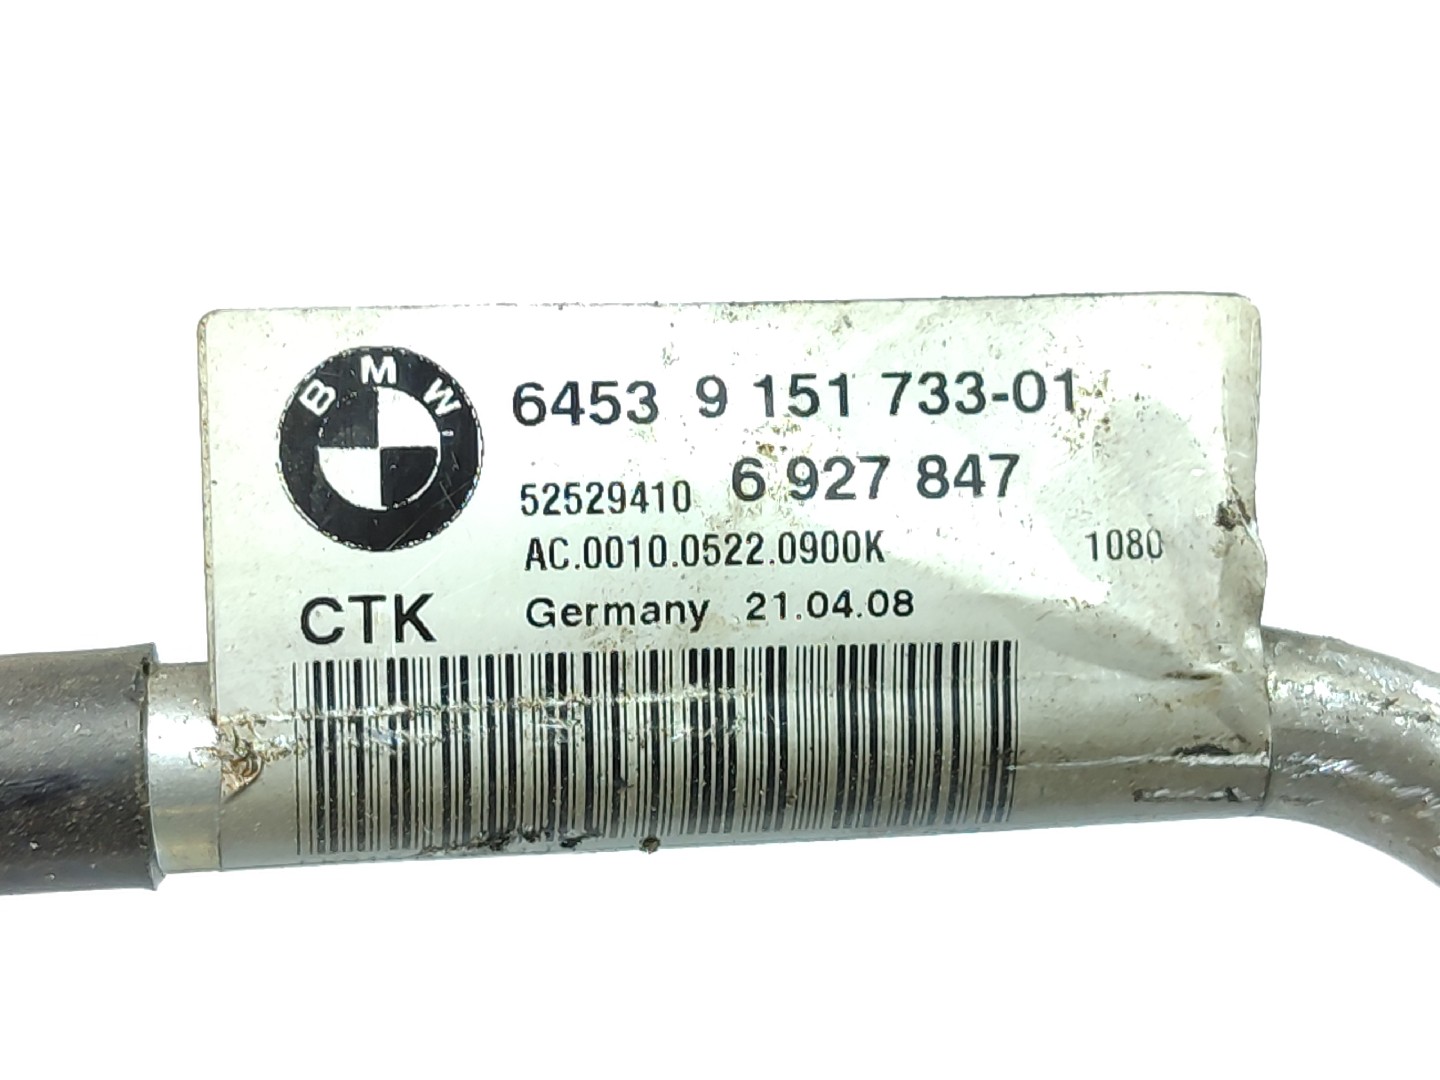 BMW
6453 9 151 733-01
52529410 6 927 847
AC.0010.0522.0900K 1080
CTK Germany 21.04.08